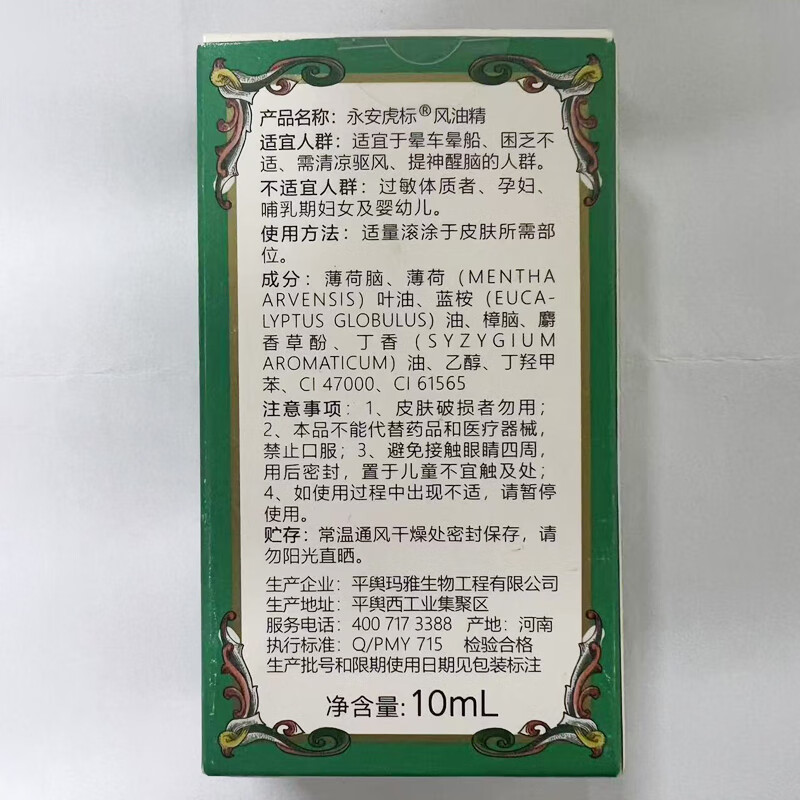 产品名称：永安虎标®风油精
适宜人群：适宜于晕车晕船、困乏不
适、需清凉驱风、提神醒脑的人群。
不适宜人群：过敏体质者、孕妇、
哺乳期妇女及婴幼儿。
使用方法：适量滚涂于皮肤所需部
位。
成分：薄荷脑、薄荷（MENTHA
ARVENSIS）叶油、蓝桉（EUCA-
LYPTUS GLOBULUS）油、樟脑、麝
香草酚、丁香（SYZYGIUM
AROMATICUM）油、乙醇、丁羟甲
苯、CI 47000、CI 61565
注意事项：1、皮肤破损者勿用；
2、本品不能代替药品和医疗器械，
禁止口服；3、避免接触眼睛四周，
用后密封，置于儿童不宜触及处；
4、如使用过程中出现不适，请暂停
使用。
贮存：常温通风干燥处密封保存，请
勿阳光直晒。
生产企业：平舆玛雅生物工程有限公司
生产地址：平舆西工业集聚区
服务电话：400 717 3388 产地：河南
执行标准：Q/PMY 715 检验合格
生产批号和限期使用日期见包装标注
净含量：10mL